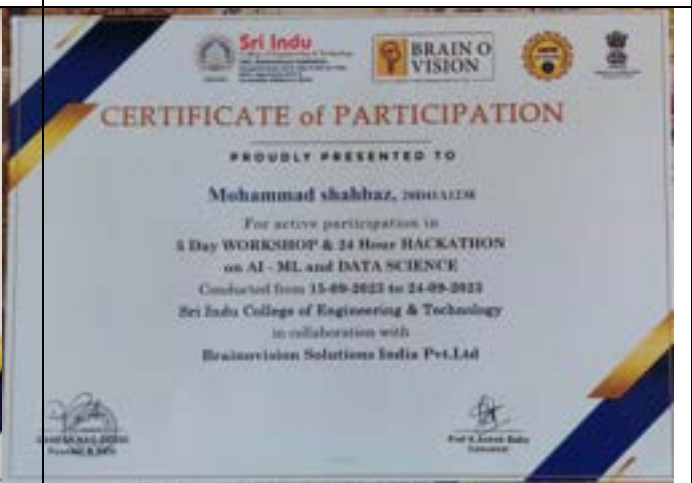 Sri Indu
BRAIN O
VISION
CERTIFICATE of PARTICIPATION
PROUDLY PRESENTED TO
Mohammad shahbaz,
For active participation in
5 Day WORKSHOP & 24 Hour HACKATHON
on AI - ML and DATA SCIENCE
Conducted from 15-09-2023 to 24-09-2023
Sri Indu College of Engineering & Technology
in collaboration with
Brainovision Solutions India Pvt.Ltd